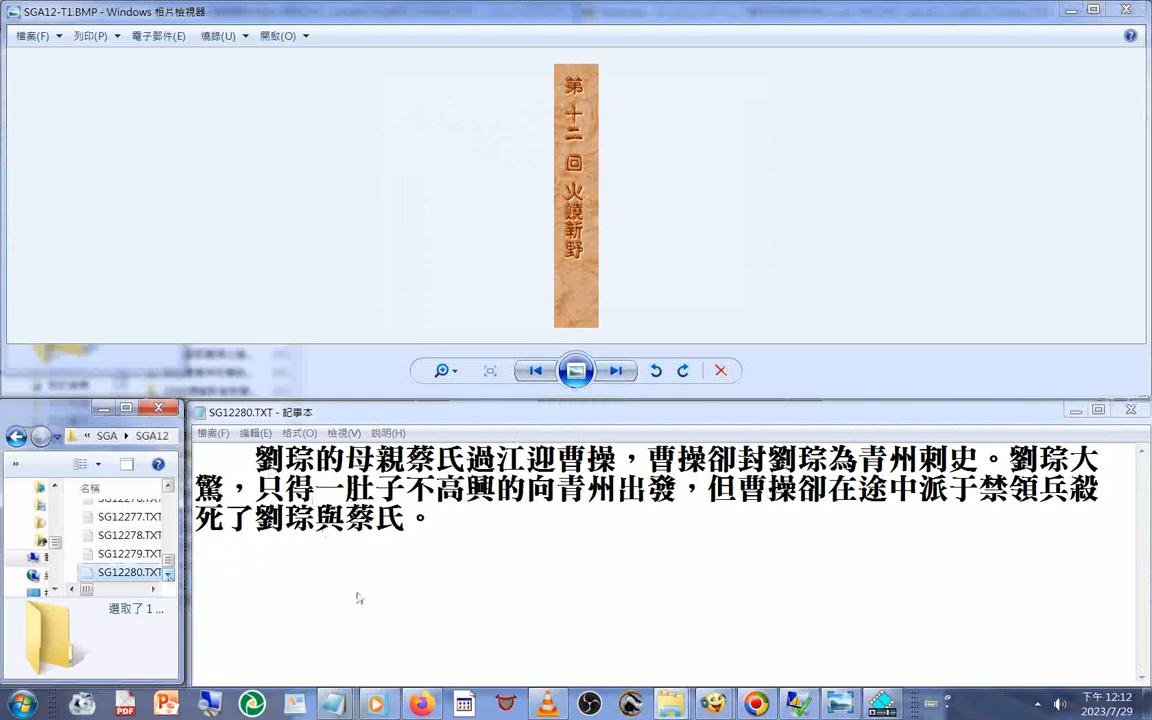 SGA12-T1.BMP - Windows 相片檢視器
檔案(F) 列印(P) 電子郵件(E) 燒錄(U) 開啟(O)
第十二回 火燒新野
SGA SGA12
名稱
SG12277.TXT
SG12278.TXT
SG12279.TXT
SG12280.TXT
選取了 1 ...
SG12280.TXT - 記事本
檔案(F) 編輯(E) 格式(O) 檢視(V) 說明(H)
劉琮的母親蔡氏過江迎曹操，曹操卻封劉琮為青州刺史。劉琮大
驚，只得一肚子不高興的向青州出發，但曹操卻在途中派于禁領兵殺
死了劉琮與蔡氏。
下午 12:12
2023/7/29